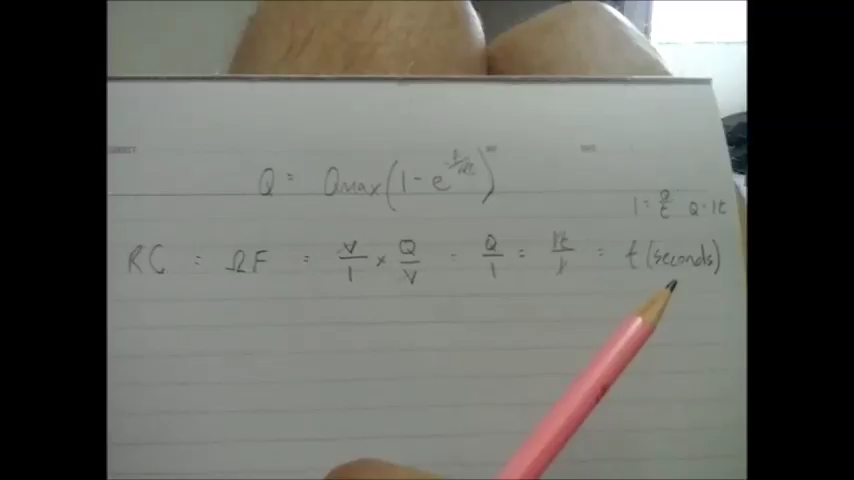 Q = Qmax(1 - e^-t/RC)
I = Q/t Q = It
RC = ΩF = V/I × Q/V = Q/I = It/I = t (seconds)